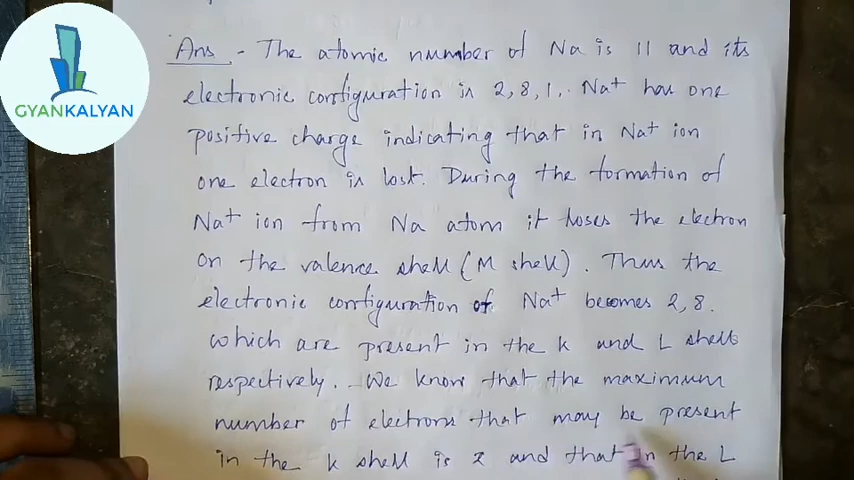 GYANKALYAN
Ans - The atomic number of Na is 11 and its
electronic configuration is 2, 8, 1. Na+ has one
positive charge indicating that in Na+ ion
one electron is lost. During the formation of
Na+ ion from Na atom it looses the electron
on the valence shell (M shell). Thus the
electronic configuration of Na+ becomes 2, 8.
which are present in the k and L shells
respectively. We know that the maximum
number of electrons that may be present
in the k shell is 2 and that in the L